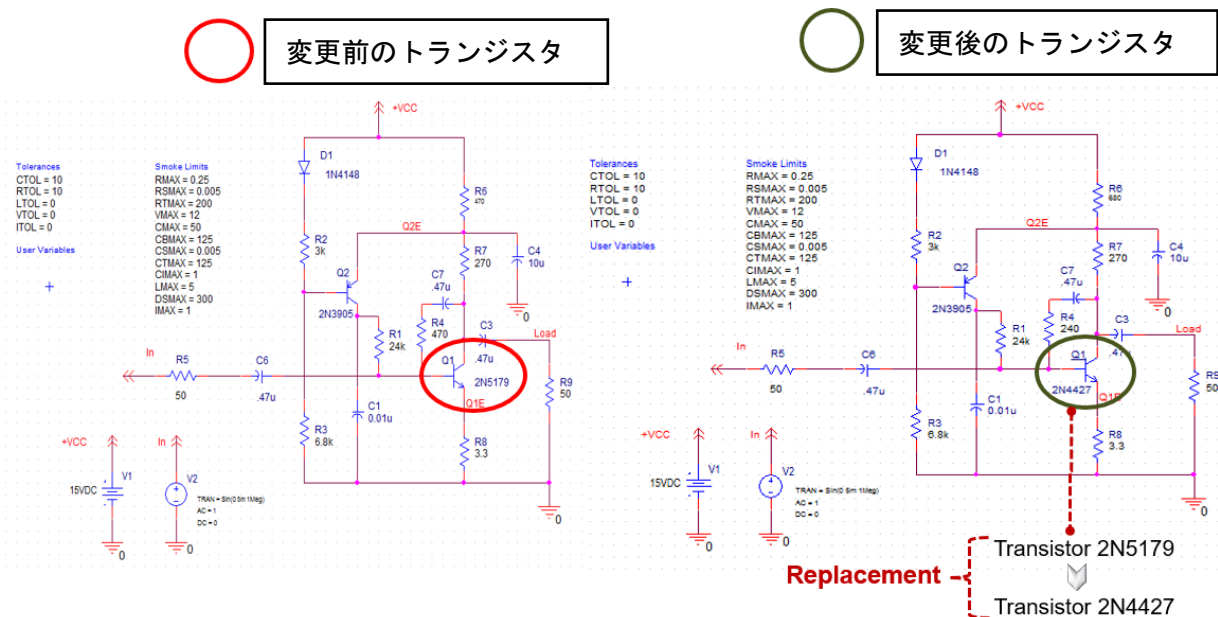 変更前のトランジスタ
変更後のトランジスタ
+VCC
D1
1N4148
Tolerances
CTOL = 10
RTOL = 10
LTOL = 0
VTOL = 0
ITOL = 0
User Variables
Smoke Limits
RMAX = 0.25
RSMAX = 0.005
RTMAX = 200
VMAX = 12
CMAX = 50
CBMAX = 125
CSMAX = 0.005
CTMAX = 125
CIMAX = 1
LMAX = 5
DSMAX = 300
IMAX = 1
R6
470
Q2E
R2
3k
R7
270
C4
10u
0
Q2
2N3905
C7
.47u
R4
470
R1
24k
C3
.47u
Load
In
R5
50
C6
.47u
Q1
2N5179
Q1E
R9
50
C1
0.01u
R3
6.8k
R8
3.3
+VCC
In
V1
15VDC
V2
TRAN = Sin(0 5m 1Meg)
AC = 1
DC = 0
0
0
0
+VCC
D1
1N4148
Tolerances
CTOL = 10
RTOL = 10
LTOL = 0
VTOL = 0
ITOL = 0
User Variables
Smoke Limits
RMAX = 0.25
RSMAX = 0.005
RTMAX = 200
VMAX = 12
CMAX = 50
CBMAX = 125
CSMAX = 0.005
CTMAX = 125
CIMAX = 1
LMAX = 5
DSMAX = 300
IMAX = 1
R6
680
Q2E
R2
3k
R7
270
C4
10u
0
Q2
2N3905
C7
.47u
R4
240
R1
24k
C3
.47u
Load
In
R5
50
C6
.47u
Q1
2N4427
Q1E
R9
50
C1
0.01u
R3
6.8k
R8
3.3
+VCC
In
V1
15VDC
V2
TRAN = Sin(0 5m 1Meg)
AC = 1
DC = 0
0
0
0
Replacement
Transistor 2N5179
Transistor 2N4427